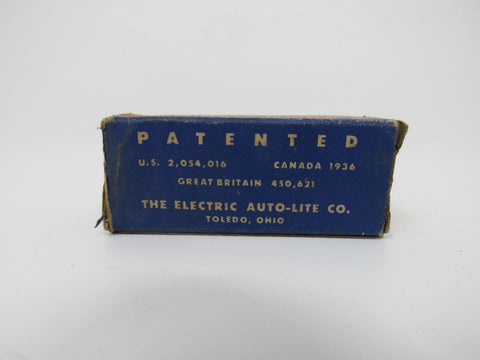 PATENTED
U.S. 2,054,016 CANADA 1936
GREAT BRITAIN 450,621
THE ELECTRIC AUTO-LITE CO.
TOLEDO, OHIO